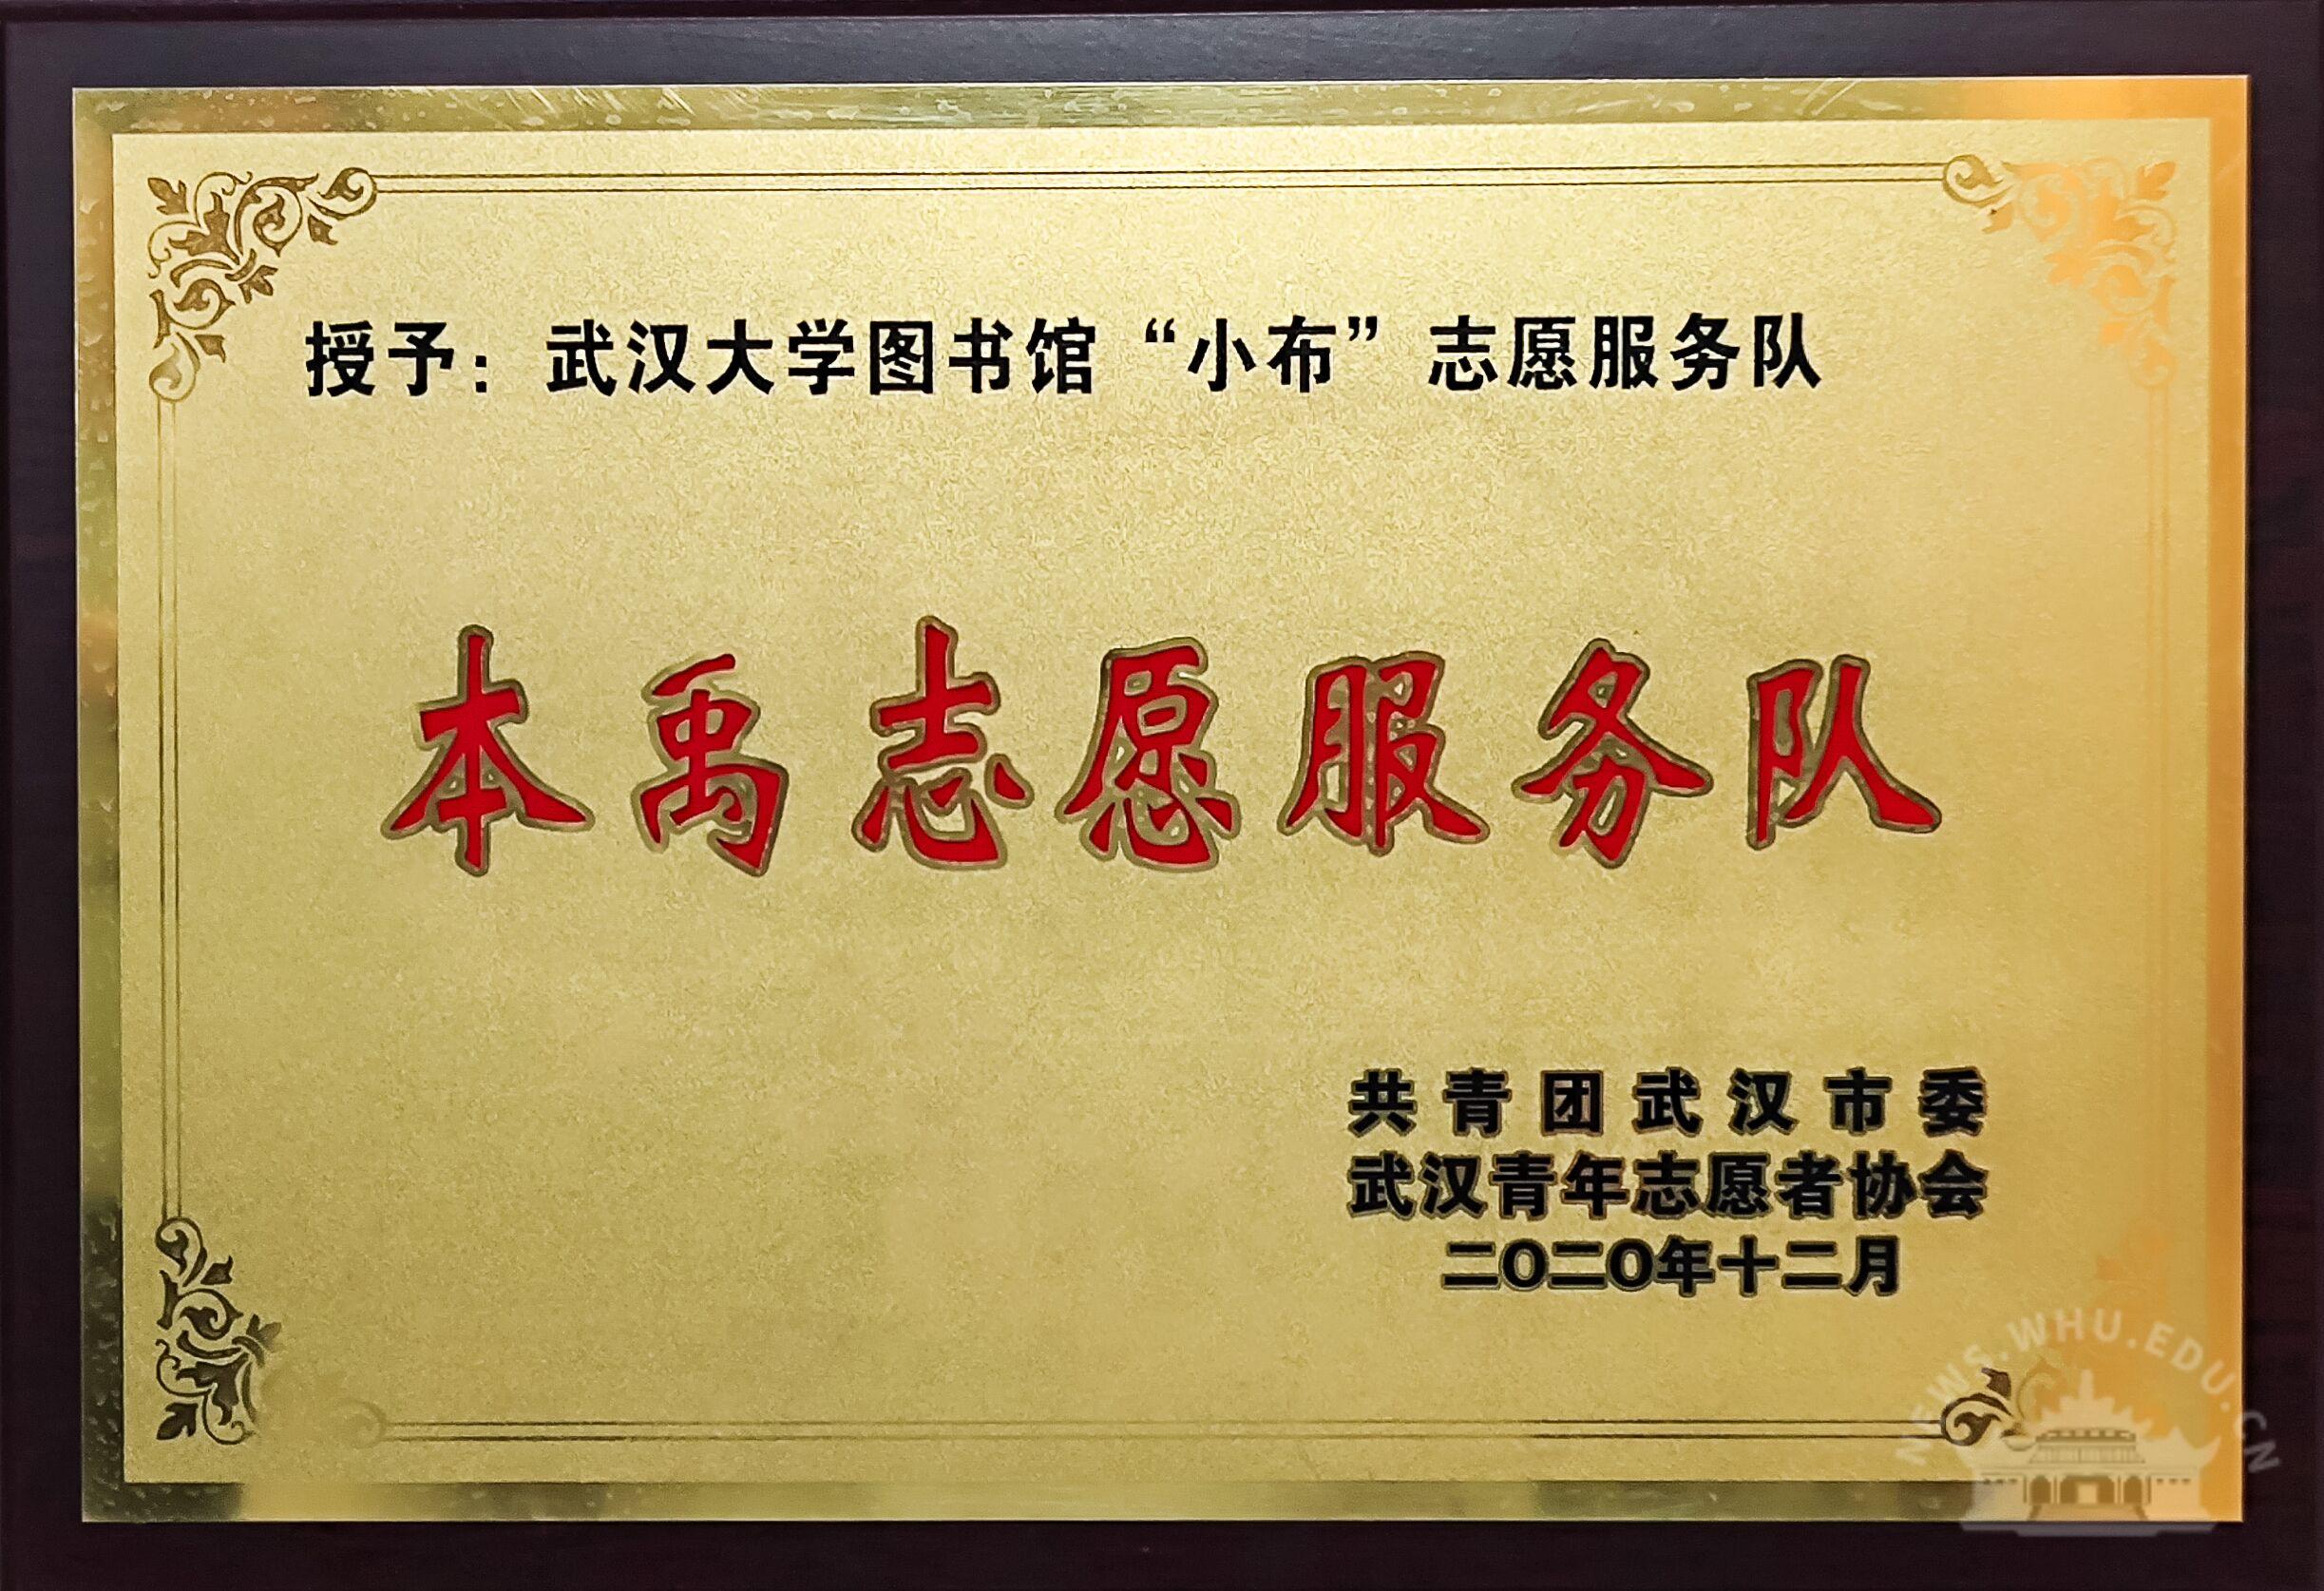 授予：武汉大学图书馆“小布”志愿服务队
本禹志愿服务队
共青团武汉市委
武汉青年志愿者协会
二〇二〇年十二月
NEWS.WHU.EDU.CN